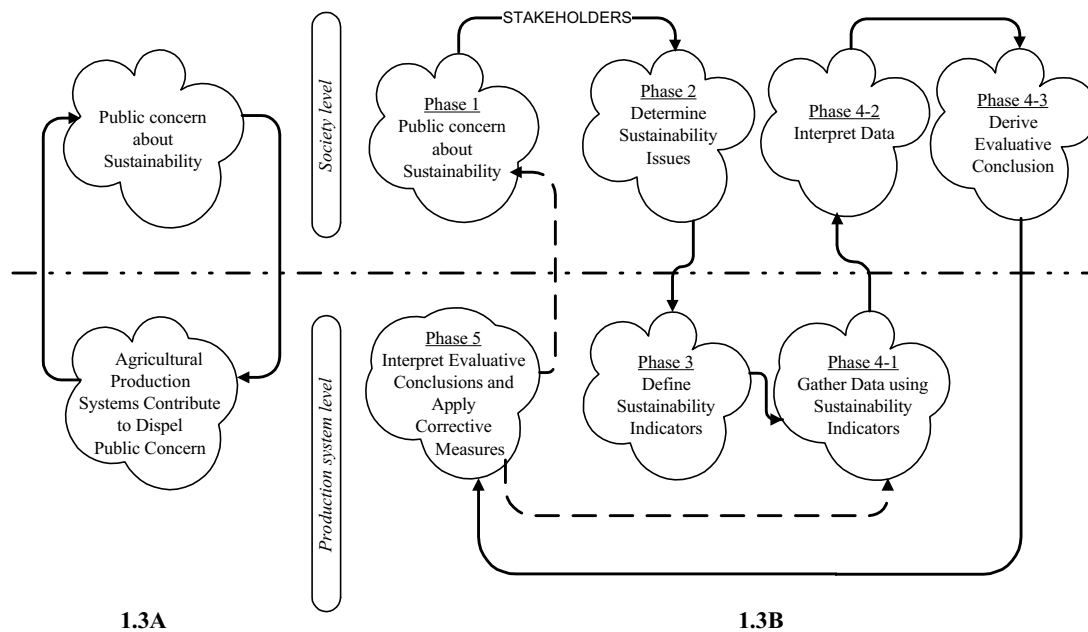 Public concern
about
Sustainability
Agricultural
Production
Systems Contribute
to Dispel
Public Concern
1.3A
Society level
Production system level
STAKEHOLDERS
Phase 1
Public concern
about
Sustainability
Phase 2
Determine
Sustainability
Issues
Phase 3
Define
Sustainability
Indicators
Phase 4-1
Gather Data using
Sustainability
Indicators
Phase 4-2
Interpret Data
Phase 4-3
Derive
Evaluative
Conclusion
Phase 5
Interpret Evaluative
Conclusions and
Apply
Corrective
Measures
1.3B